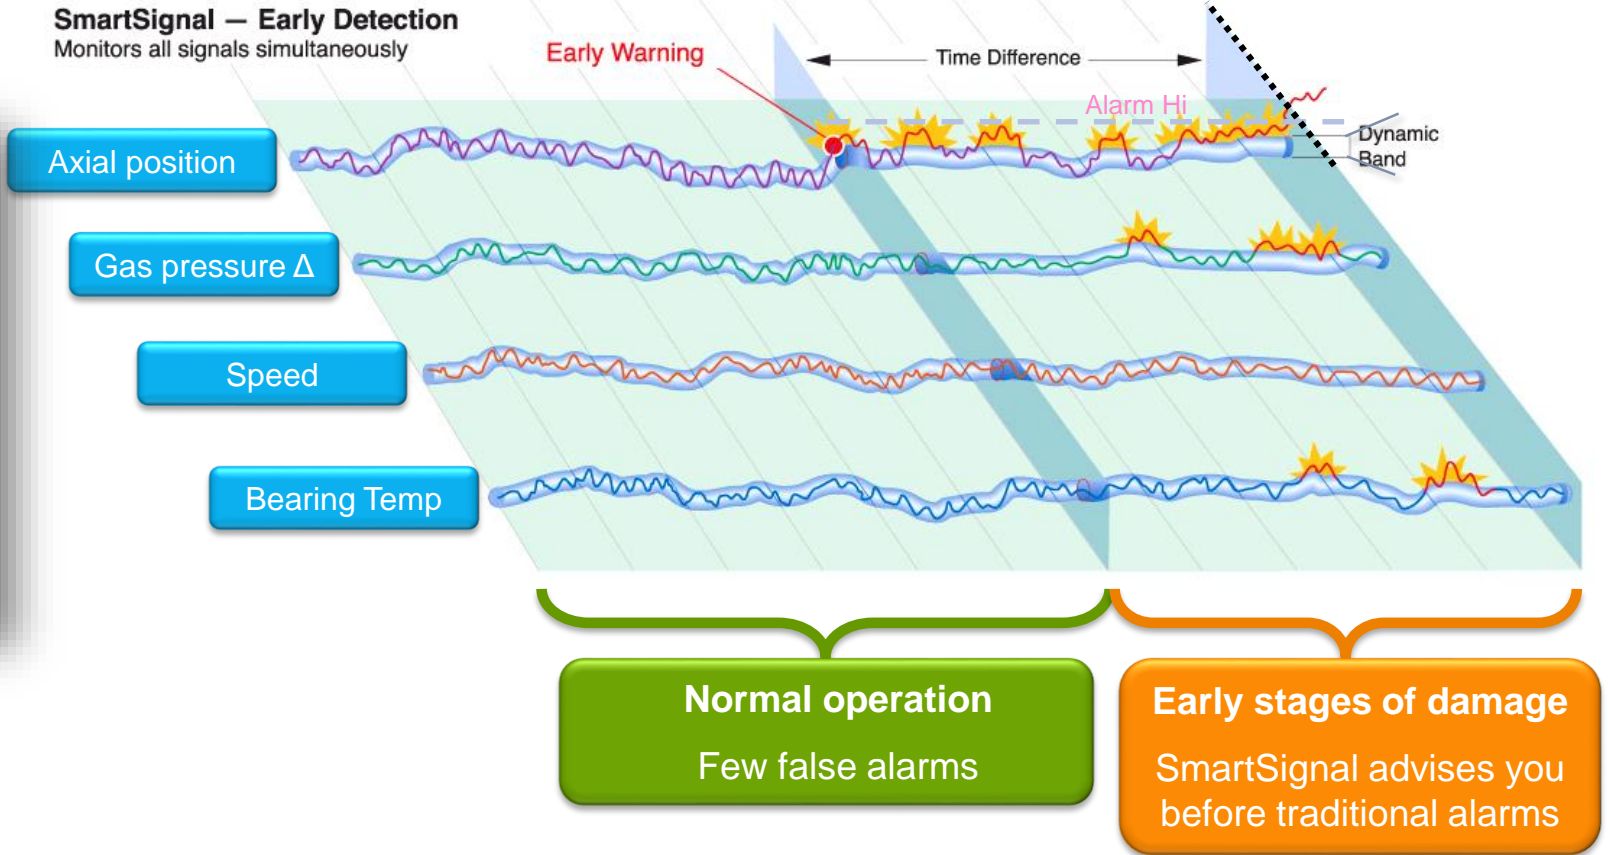 SmartSignal — Early Detection
Monitors all signals simultaneously
Early Warning
Time Difference
Alarm Hi
Dynamic
Band
Axial position
Gas pressure Δ
Speed
Bearing Temp
Normal operation
Few false alarms
Early stages of damage
SmartSignal advises you
before traditional alarms